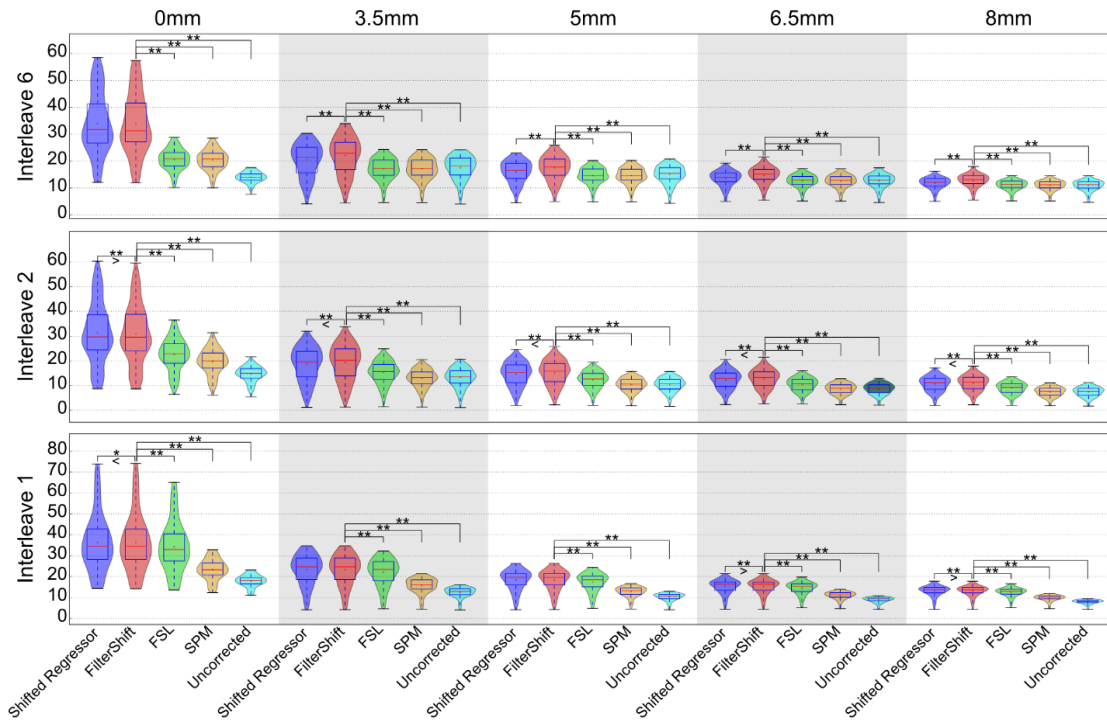 0mm 3.5mm 5mm 6.5mm 8mm
Interleave 6
60
50
40
30
20
10
0
** ** **
** ** ** **
** ** ** **
** ** ** **
** ** ** **
Interleave 2
60
50
40
30
20
10
0
** > ** ** **
** < ** ** **
** < ** ** **
** < ** ** **
** < ** ** **
Interleave 1
80
70
60
50
40
30
20
10
0
* < ** ** **
** ** **
** ** **
** > ** ** **
** > ** ** **
Shifted Regressor FilterShift FSL SPM Uncorrected Shifted Regressor FilterShift FSL SPM Uncorrected Shifted Regressor FilterShift FSL SPM Uncorrected Shifted Regressor FilterShift FSL SPM Uncorrected Shifted Regressor FilterShift FSL SPM Uncorrected